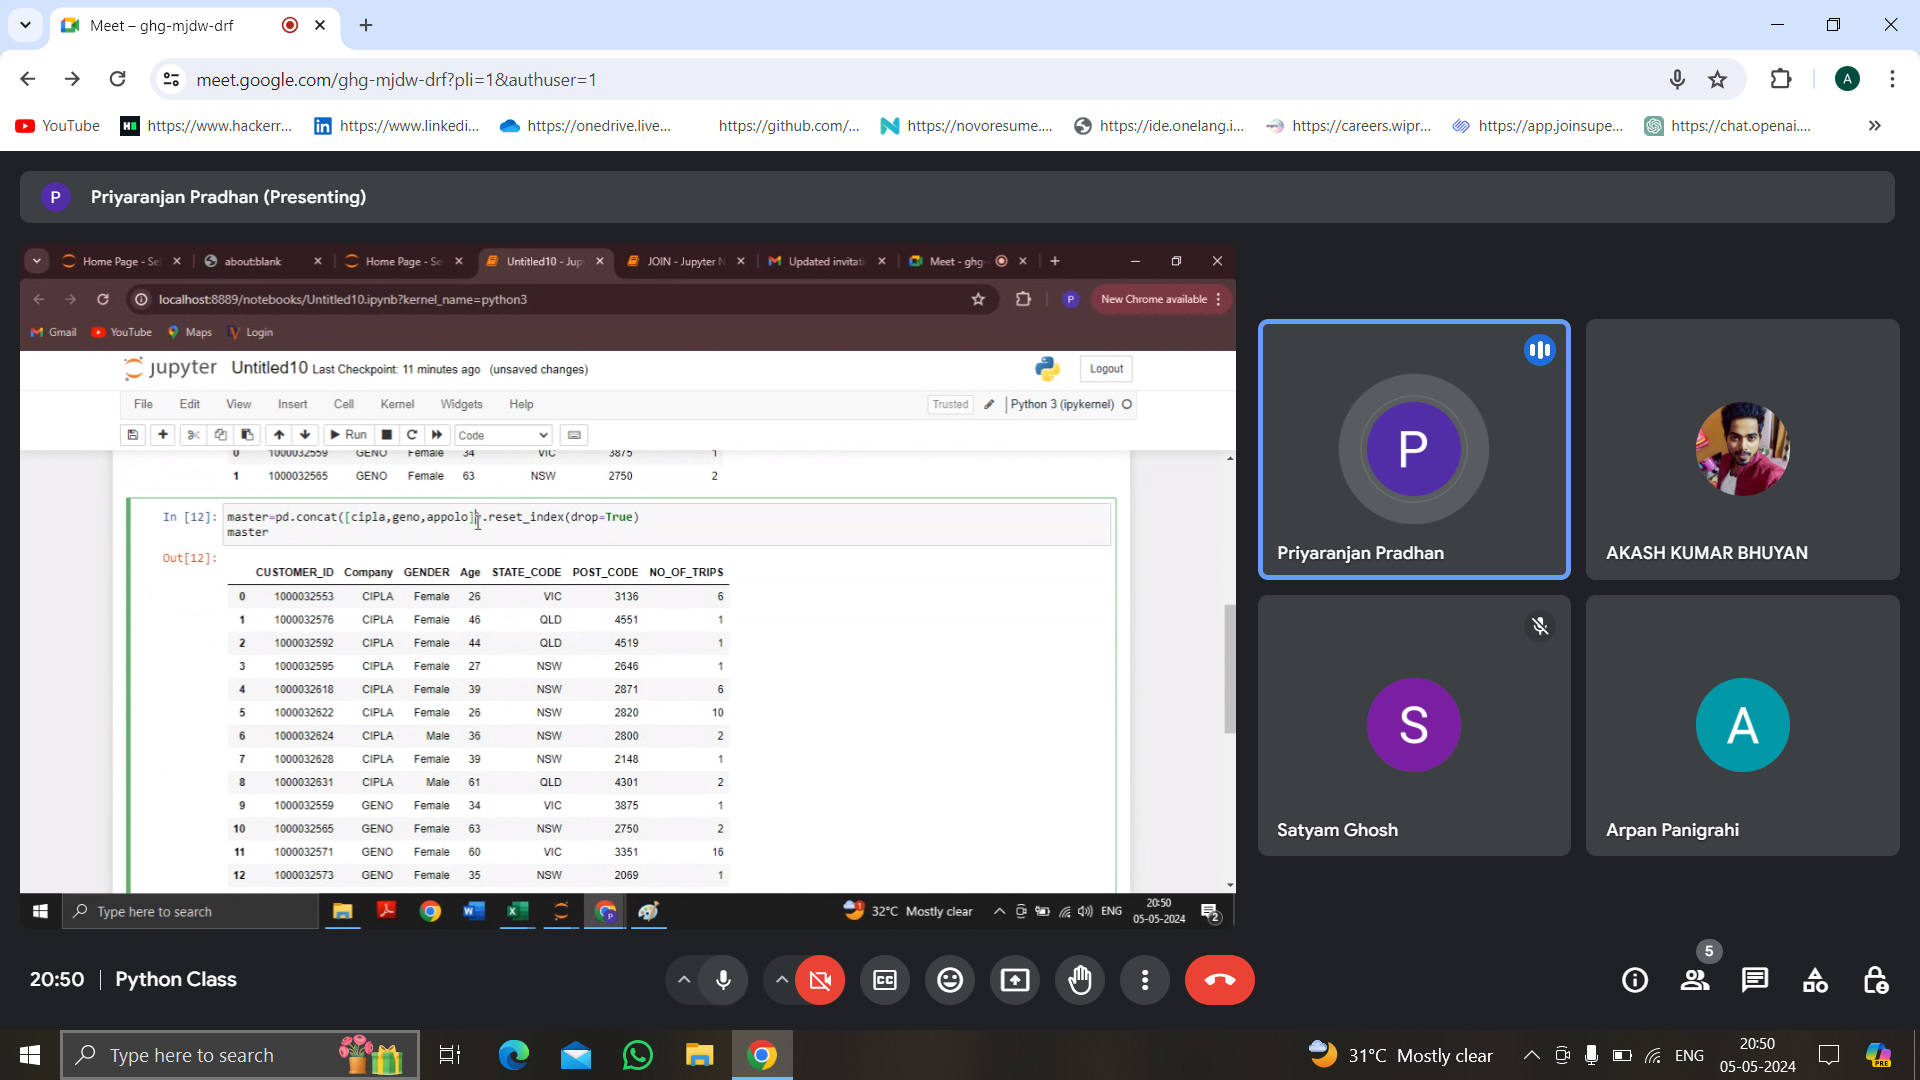 Meet – ghg-mjdw-drf
meet.google.com/ghg-mjdw-drf?pli=1&authuser=1
A
YouTube
https://www.hackerr...
https://www.linkedi...
https://onedrive.live...
https://github.com/...
https://novoresume....
https://ide.onelang.i...
https://careers.wipr...
https://app.joinsupe...
https://chat.openai....
P Priyaranjan Pradhan (Presenting)
Home Page - Se
about:blank
Home Page - Se
Untitled10 - Jup
JOIN - Jupyter N
Updated invitati
Meet - ghg-
localhost:8889/notebooks/Untitled10.ipynb?kernel_name=python3
P
New Chrome available
Gmail YouTube Maps Login
jupyter Untitled10 Last Checkpoint: 11 minutes ago (unsaved changes)
Logout
File Edit View Insert Cell Kernel Widgets Help
Trusted
Python 3 (ipykernel)
Run
Code
0 1000032559 GENO Female 34 VIC 3875 1
1 1000032565 GENO Female 63 NSW 2750 2
In [12]: master=pd.concat([cipla,geno,appolo]).reset_index(drop=True)
master
Out[12]:
CUSTOMER_ID Company GENDER Age STATE_CODE POST_CODE NO_OF_TRIPS
0 1000032553 CIPLA Female 26 VIC 3136 6
1 1000032576 CIPLA Female 46 QLD 4551 1
2 1000032592 CIPLA Female 44 QLD 4519 1
3 1000032595 CIPLA Female 27 NSW 2646 1
4 1000032618 CIPLA Female 39 NSW 2871 6
5 1000032622 CIPLA Female 26 NSW 2820 10
6 1000032624 CIPLA Male 36 NSW 2800 2
7 1000032628 CIPLA Female 39 NSW 2148 1
8 1000032631 CIPLA Male 61 QLD 4301 2
9 1000032559 GENO Female 34 VIC 3875 1
10 1000032565 GENO Female 63 NSW 2750 2
11 1000032571 GENO Female 60 VIC 3351 16
12 1000032573 GENO Female 35 NSW 2069 1
Type here to search
32°C Mostly clear
ENG
20:50
05-05-2024
2
P
Priyaranjan Pradhan
AKASH KUMAR BHUYAN
S
Satyam Ghosh
A
Arpan Panigrahi
20:50 | Python Class
5
Type here to search
31°C Mostly clear
ENG
20:50
05-05-2024
PRE